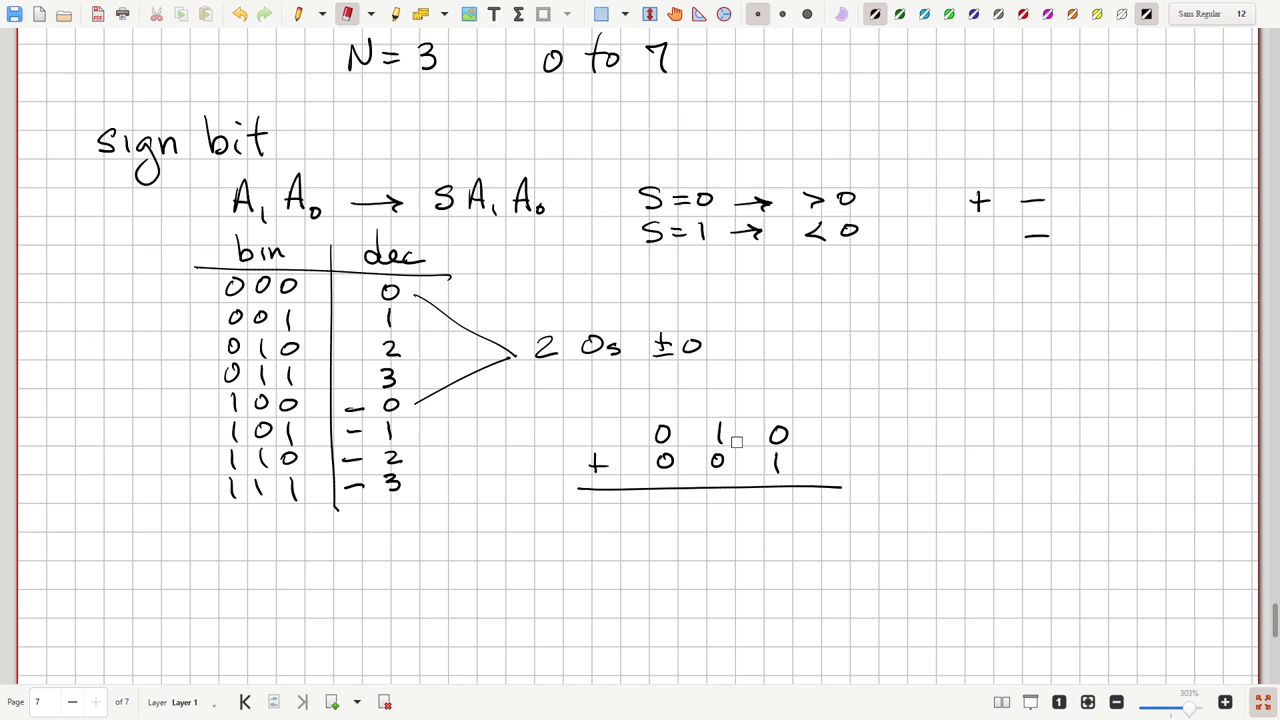 Sans Regular 12
N = 3 0 to 7
sign bit
A₁ A₀ → S A₁ A₀ S = 0 → > 0 + −
S = 1 → < 0 −
bin dec
0 0 0 0
0 0 1 1
0 1 0 2 2 0s ± 0
0 1 1 3
1 0 0 − 0
1 0 1 − 1 0 1 0
1 1 0 − 2 + 0 0 1
1 1 1 − 3
Page 7 of 7 Layer Layer 1 303%